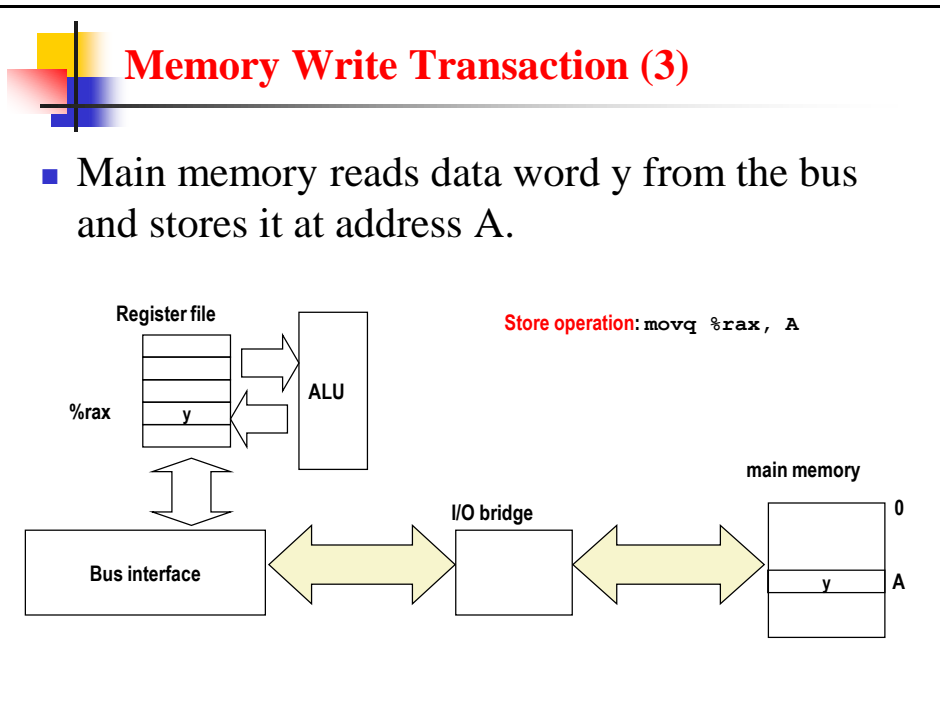 Memory Write Transaction (3)
Main memory reads data word y from the bus
and stores it at address A.
Register file
Store operation: movq %rax, A
ALU
%rax
y
main memory
0
I/O bridge
Bus interface
y
A